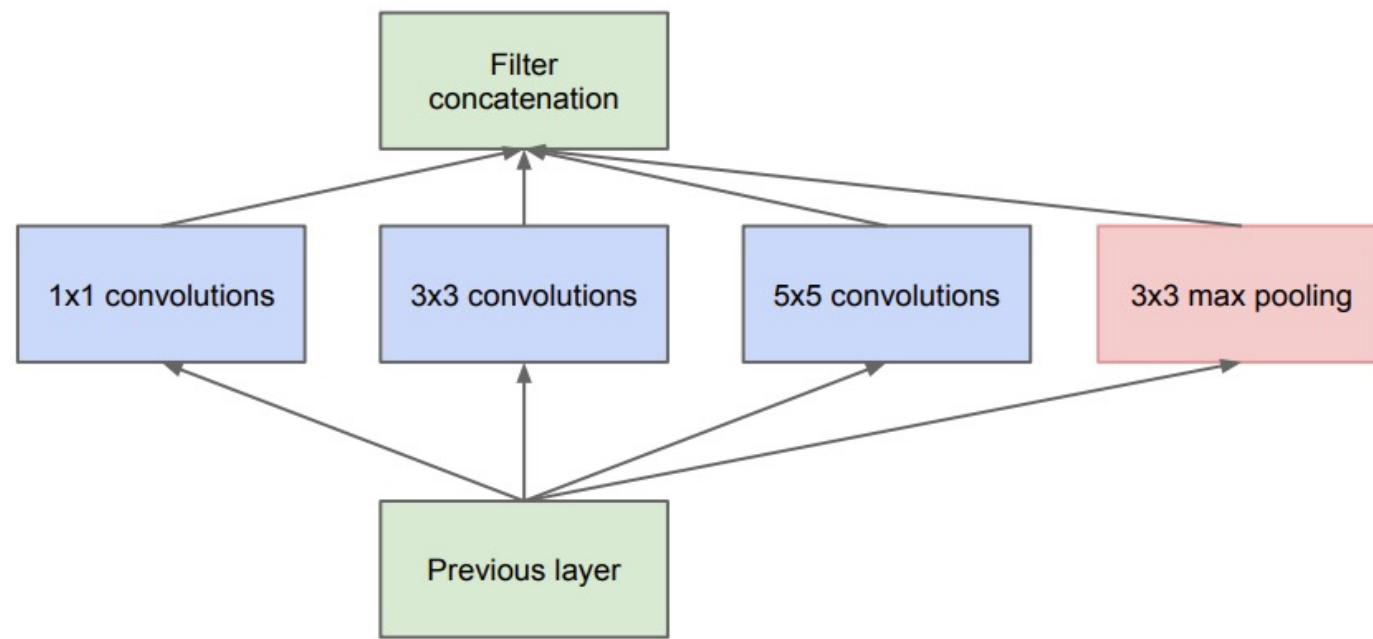 Filter
concatenation
1x1 convolutions
3x3 convolutions
5x5 convolutions
3x3 max pooling
Previous layer